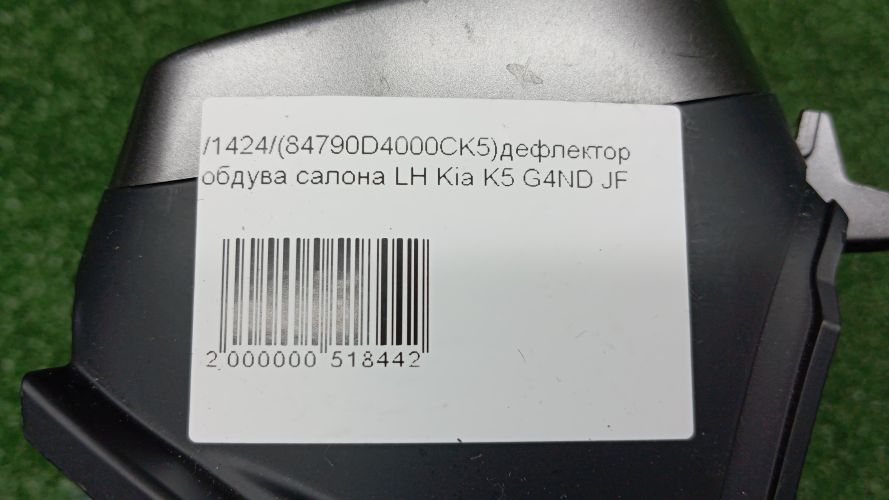 /1424/(84790D4000CK5)дефлектор
обдува салона LH Kia K5 G4ND JF
2 000000 518442